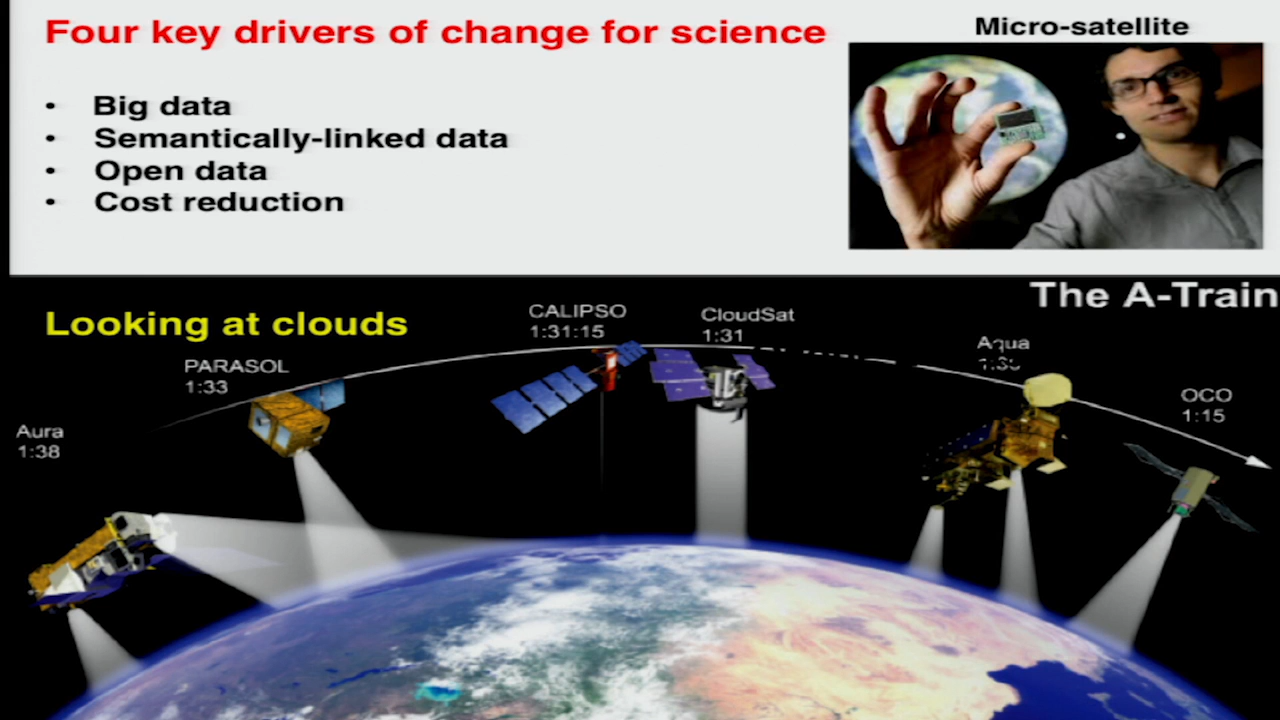 Four key drivers of change for science
Micro-satellite
• Big data
• Semantically-linked data
• Open data
• Cost reduction
The A-Train
Looking at clouds
CALIPSO
1:31:15
CloudSat
1:31
PARASOL
1:33
Aqua
OCO
1:15
Aura
1:38